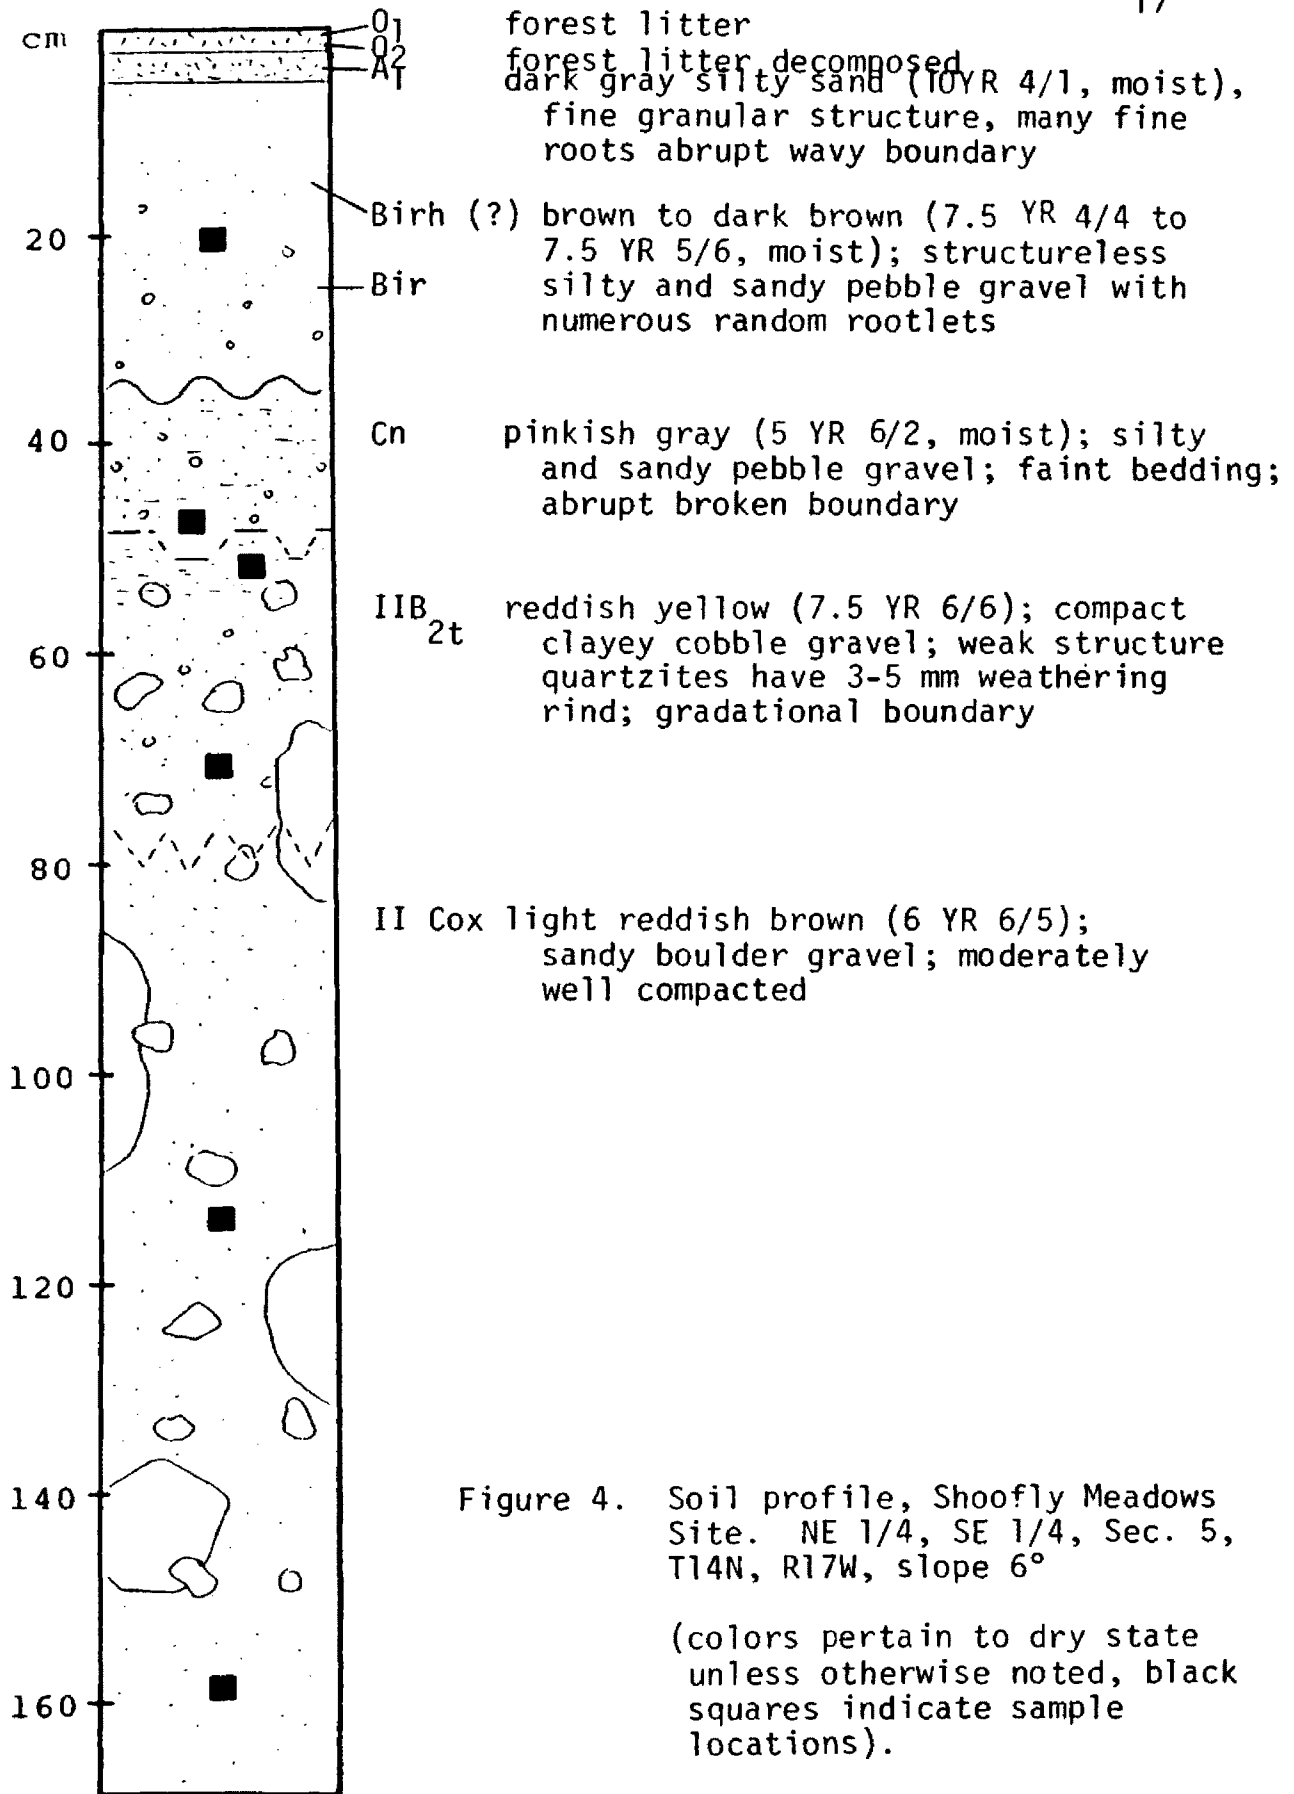 17
cm
O1 forest litter
O2 forest litter decomposed
A1 dark gray silty sand (10YR 4/1, moist),
fine granular structure, many fine
roots abrupt wavy boundary
Birh (?) brown to dark brown (7.5 YR 4/4 to
20
7.5 YR 5/6, moist); structureless
Bir silty and sandy pebble gravel with
numerous random rootlets
40
Cn pinkish gray (5 YR 6/2, moist); silty
and sandy pebble gravel; faint bedding;
abrupt broken boundary
IIB2t reddish yellow (7.5 YR 6/6); compact
clayey cobble gravel; weak structure
60
quartzites have 3-5 mm weathering
rind; gradational boundary
80
II Cox light reddish brown (6 YR 6/5);
sandy boulder gravel; moderately
well compacted
100
120
140
Figure 4. Soil profile, Shoofly Meadows
Site. NE 1/4, SE 1/4, Sec. 5,
T14N, R17W, slope 6°
(colors pertain to dry state
unless otherwise noted, black
160
squares indicate sample
locations).